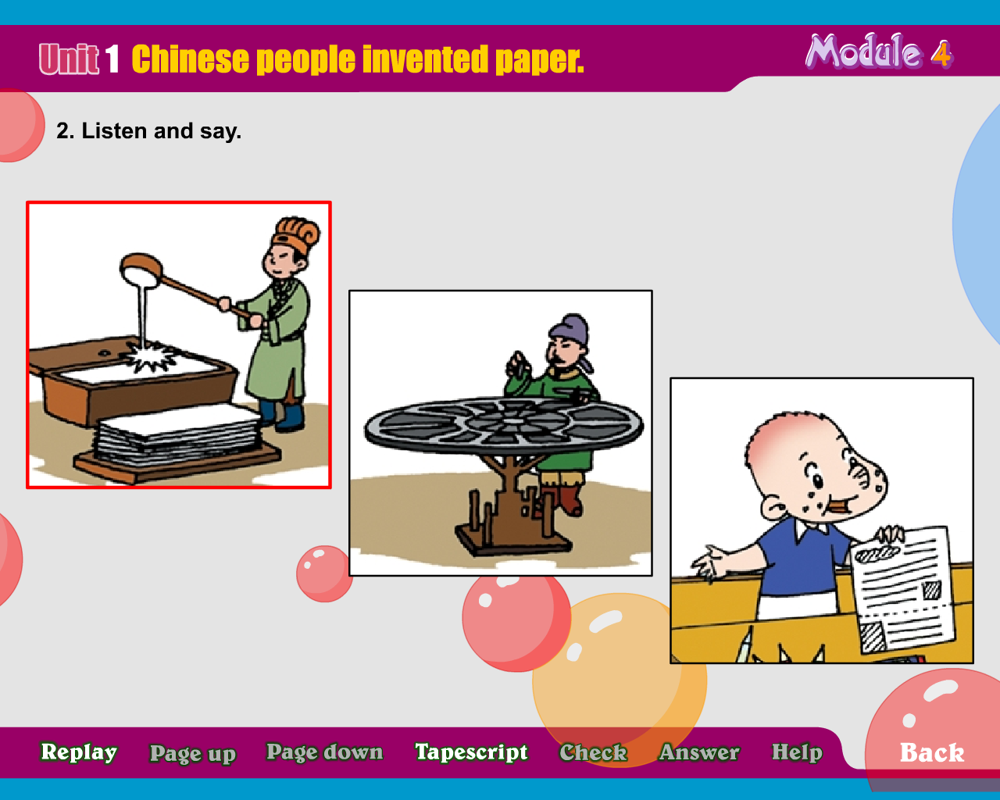 Unit 1 Chinese people invented paper.
Module 4
2. Listen and say.
Replay Page up Page down Tapescript Check Answer Help Back